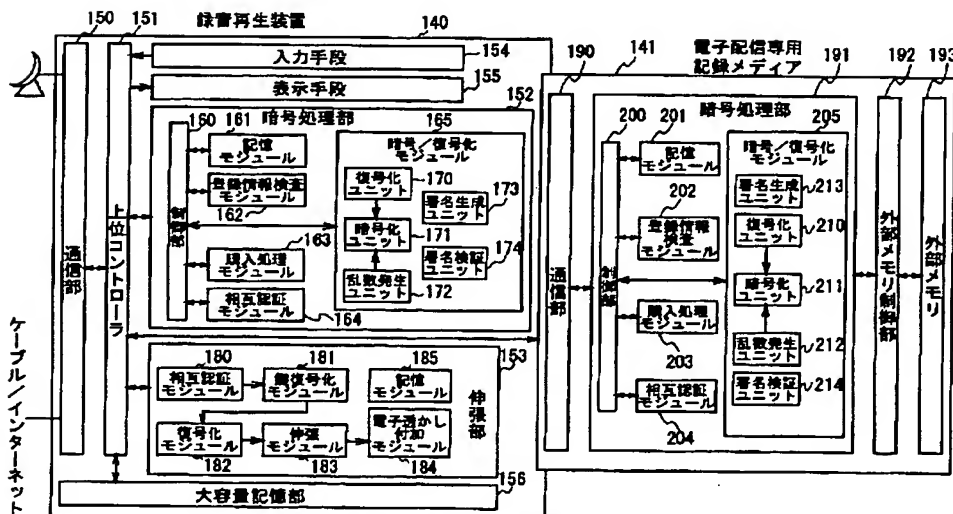 録音再生装置
150
151
140
入力手段
154
表示手段
155
152
暗号処理部
160
161
記憶
モジュール
登録情報検査
モジュール
162
制御部
163
購入処理
モジュール
相互認証
モジュール
164
165
暗号/復号化
モジュール
復号化
ユニット
170
173
署名生成
ユニット
暗号化
ユニット
171
174
署名検証
ユニット
乱数発生
ユニット
172
通信部
上位コントローラ
ケーブル/インターネット
153
180
相互認証
モジュール
181
鍵復号化
モジュール
185
記憶
モジュール
伸張部
復号化
モジュール
182
伸張
モジュール
183
電子透かし
付加
モジュール
184
156
大容量記憶部
電子配信専用
記録メディア
190
141
191
192
193
通信部
暗号処理部
200
201
記憶
モジュール
202
登録情報
検査
モジュール
制御部
購入処理
モジュール
203
相互認証
モジュール
204
205
暗号/復号化
モジュール
署名生成
ユニット
213
復号化
ユニット
210
暗号化
ユニット
211
乱数発生
ユニット
212
署名検証
ユニット
214
外部メモリ制御部
外部メモリ